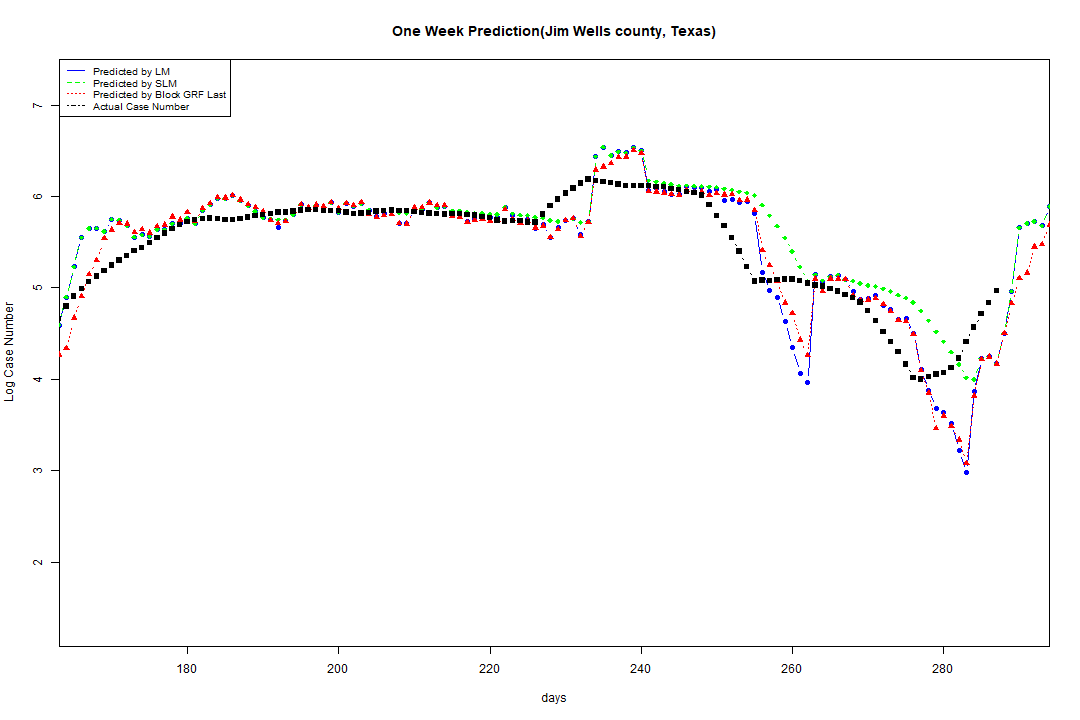 One Week Prediction(Jim Wells county, Texas)
Predicted by LM
Predicted by SLM
Predicted by Block GRF Last
Actual Case Number
7
6
5
4
3
2
Log Case Number
180 200 220 240 260 280
days